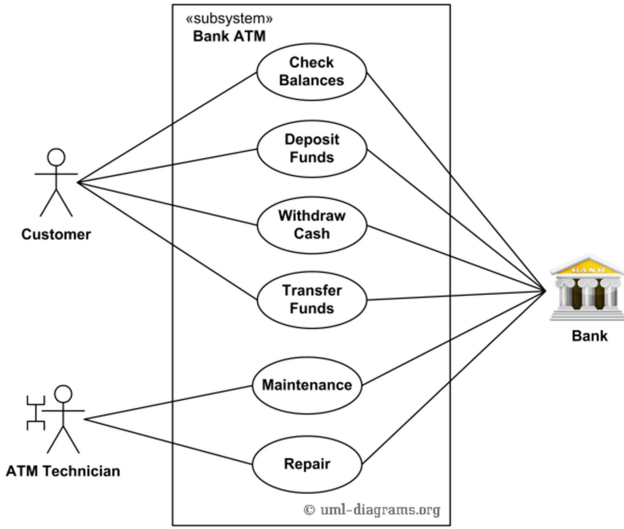 «subsystem»
Bank ATM
Check
Balances
Deposit
Funds
Customer
Withdraw
Cash
Transfer
Funds
BANK
Bank
Maintenance
ATM Technician
Repair
© uml-diagrams.org